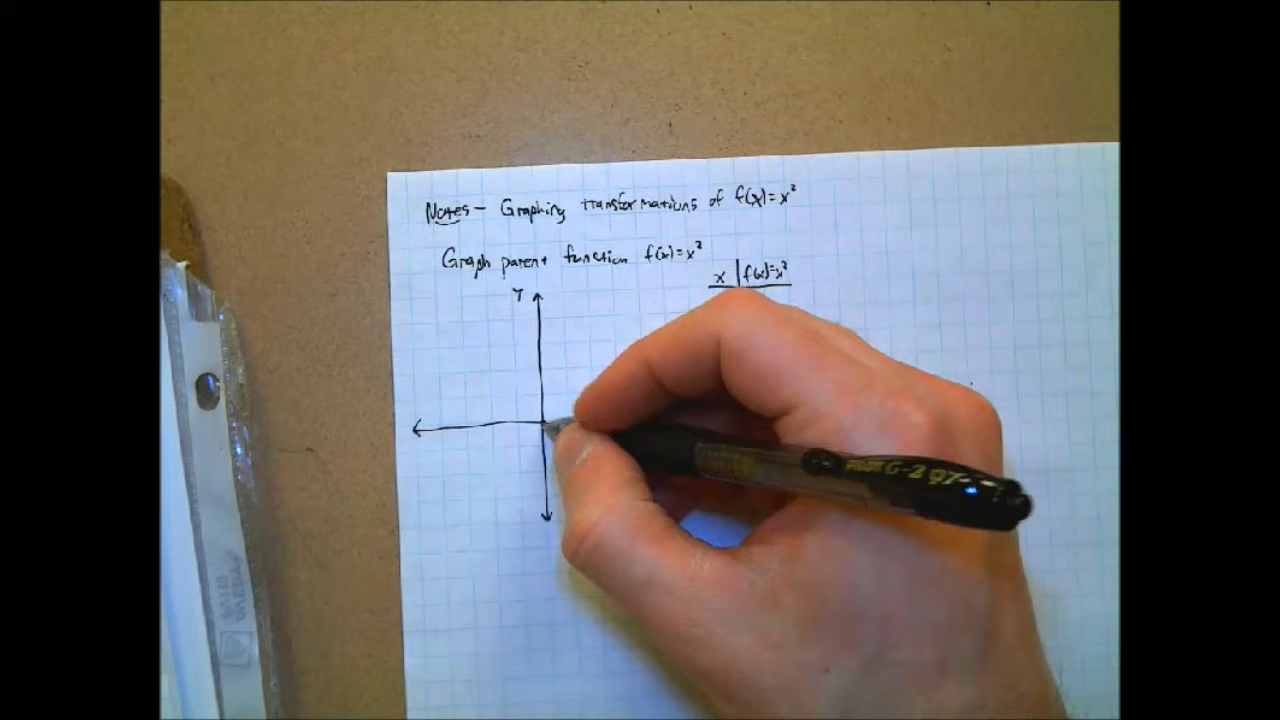 Notes - Graphing transformations of f(x)=x²
Graph parent function f(x)=x²
x f(x)=x²
Y
PILOT G-2 07